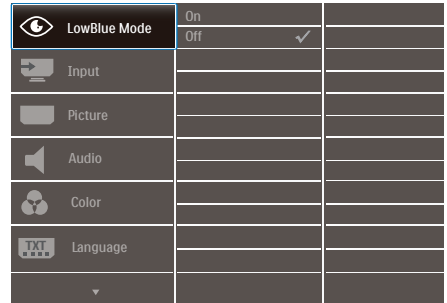 LowBlue Mode
On
Off
Input
Picture
Audio
Color
TXT
Language